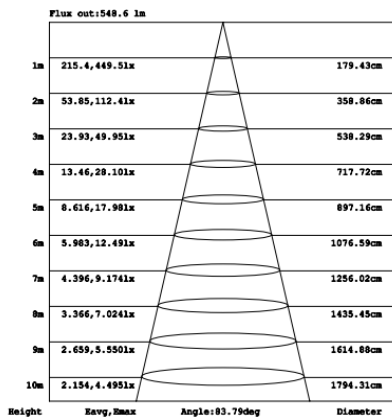 Flux out:548.6 lm
1m 215.4,449.5lx 179.43cm
2m 53.85,112.4lx 358.86cm
3m 23.93,49.95lx 538.29cm
4m 13.46,28.10lx 717.72cm
5m 8.616,17.98lx 897.16cm
6m 5.983,12.49lx 1076.59cm
7m 4.396,9.174lx 1256.02cm
8m 3.366,7.024lx 1435.45cm
9m 2.659,5.550lx 1614.88cm
10m 2.154,4.495lx 1794.31cm
Height Eavg,Emax Angle:83.79deg Diameter